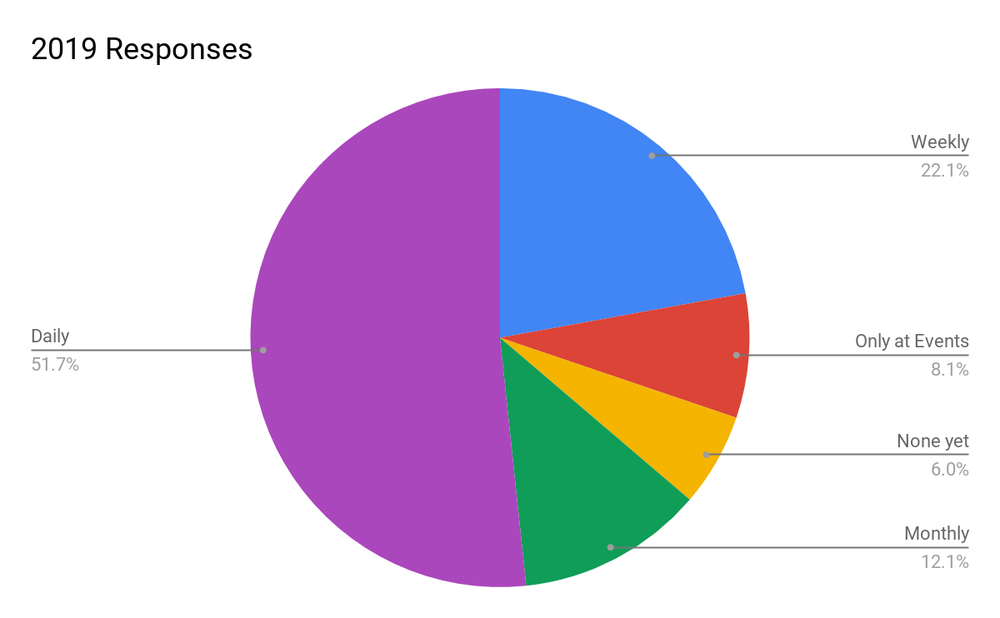 2019 Responses
Weekly
22.1%
Daily
51.7%
Only at Events
8.1%
None yet
6.0%
Monthly
12.1%